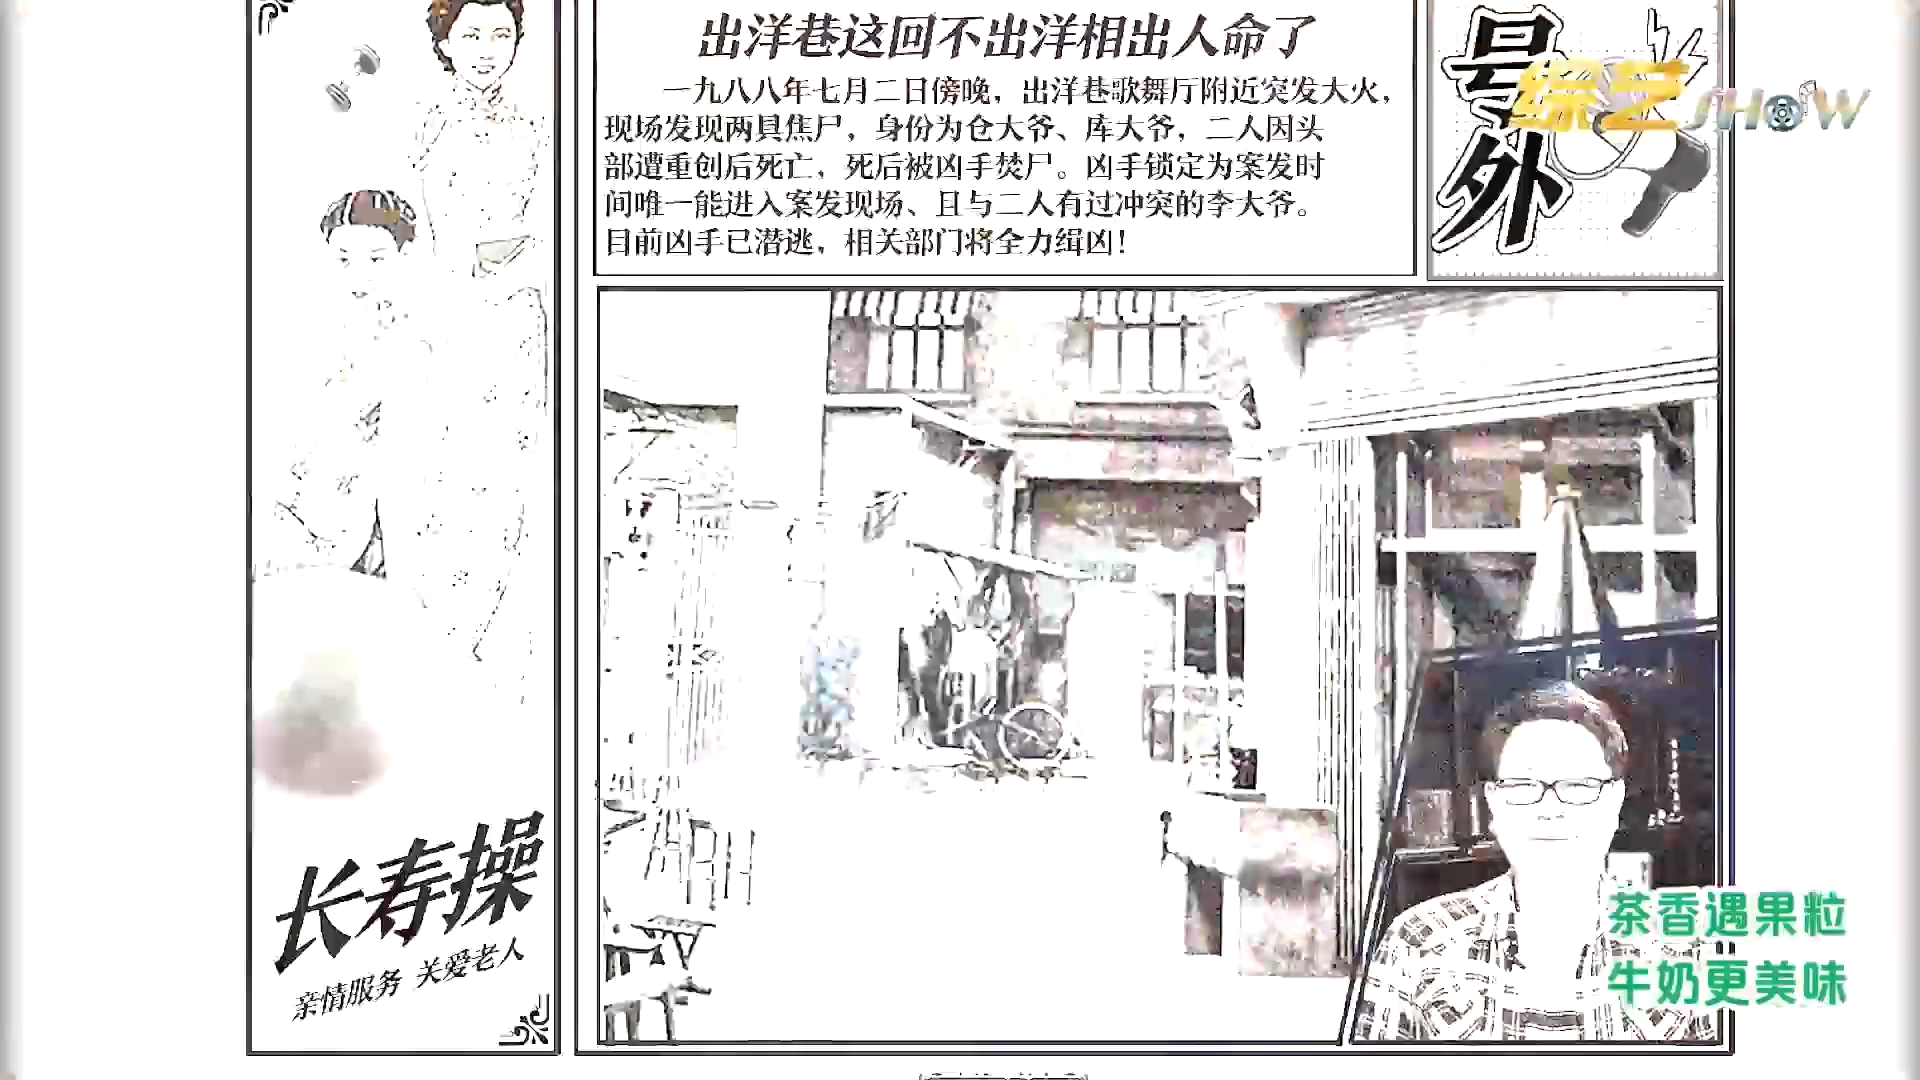 出洋巷这回不出洋相出人命了
一九八八年七月二日傍晚，出洋巷歌舞厅附近突发大火，
现场发现两具焦尸，身份为仓大爷、库大爷，二人因头
部遭重创后死亡，死后被凶手焚尸。凶手锁定为案发时
间唯一能进入案发现场、且与二人有过冲突的李大爷。
目前凶手已潜逃，相关部门将全力缉凶！
号外
综艺SHOW
长寿操
亲情服务 关爱老人
茶香遇果粒
牛奶更美味